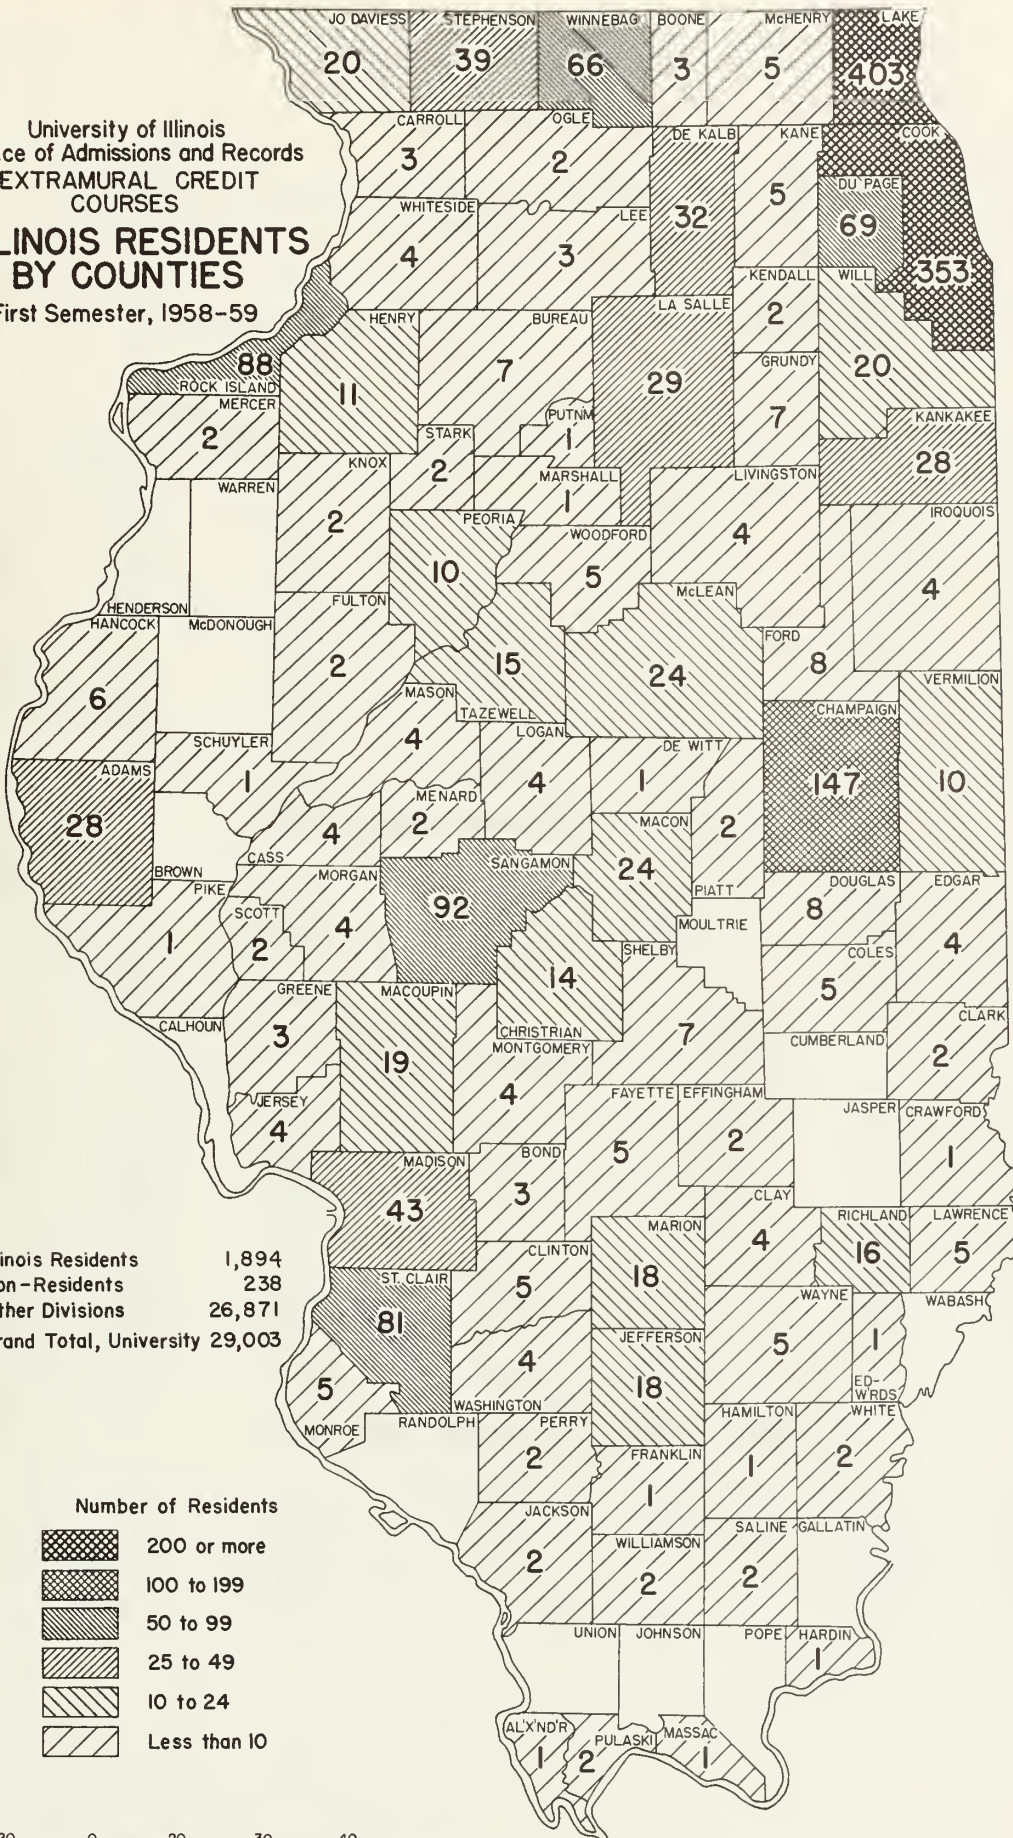 JO DAVIESS
20
STEPHENSON
39
WINNEBAG
66
BOONE
3
McHENRY
5
LAKE
403
University of Illinois
ce of Admissions and Records
EXTRAMURAL CREDIT
COURSES
LINOIS RESIDENTS
BY COUNTIES
First Semester, 1958-59
CARROLL
3
OGLE
2
DE KALB
32
KANE
5
COOK
353
DU PAGE
69
WHITESIDE
4
LEE
3
KENDALL
2
WILL
20
88
ROCK ISLAND
HENRY
11
BUREAU
7
LA SALLE
29
GRUNDY
7
PUTNM
1
KANKAKEE
28
MERCER
2
STARK
2
KNOX
2
MARSHALL
1
LIVINGSTON
4
WARREN
PEORIA
10
WOODFORD
5
IROQUOIS
4
HENDERSON
HANCOCK
6
McDONOUGH
FULTON
2
15
TAZEWELL
McLEAN
24
FORD
8
VERMILION
10
MASON
4
CHAMPAIGN
147
SCHUYLER
1
LOGAN
4
DE WITT
1
ADAMS
28
MENARD
2
MACON
24
2
PIATT
BROWN
4
CASS
SANGAMON
92
PIKE
1
SCOTT
2
MORGAN
4
DOUGLAS
8
EDGAR
4
MOULTRIE
SHELBY
7
14
CHRISTIAN
COLES
5
CALHOUN
GREENE
3
MACOUPIN
19
MONTGOMERY
4
CUMBERLAND
CLARK
2
JERSEY
4
FAYETTE
5
EFFINGHAM
2
JASPER
CRAWFORD
1
MADISON
43
BOND
3
CLAY
4
RICHLAND
16
LAWRENCE
5
MARION
18
linois Residents 1,894
on-Residents 238
ther Divisions 26,871
rand Total, University 29,003
ST. CLAIR
81
CLINTON
5
WAYNE
5
1
ED-
W'RDS
WABASH
JEFFERSON
18
4
WASHINGTON
5
MONROE
RANDOLPH
PERRY
2
HAMILTON
1
WHITE
2
FRANKLIN
1
JACKSON
2
WILLIAMSON
2
SALINE
2
GALLATIN
Number of Residents
200 or more
100 to 199
50 to 99
25 to 49
10 to 24
Less than 10
UNION
JOHNSON
POPE
HARDIN
1
AL'X'ND'R
1
PULASKI
2
MASSAC
1
20 0 20 30 40